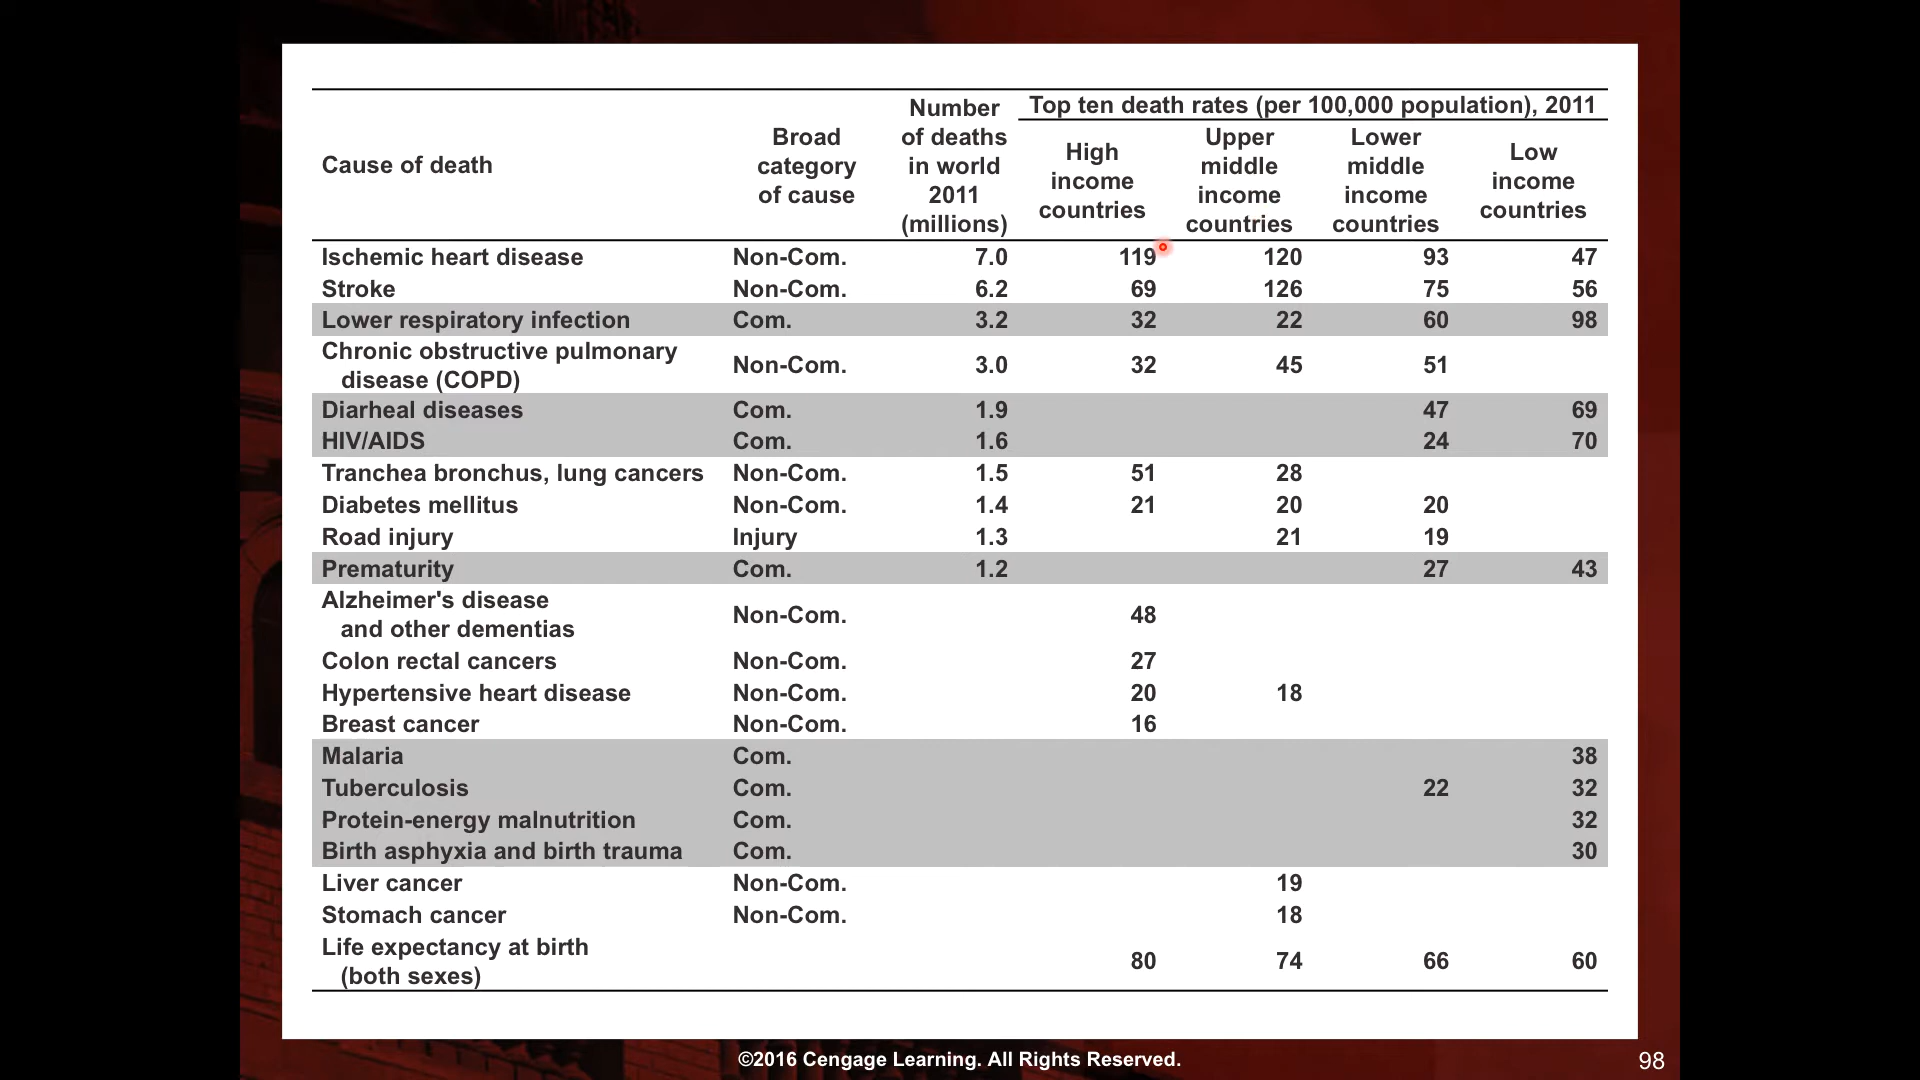 Cause of death
Broad
category
of cause
Number
of deaths
in world
2011
(millions)
Top ten death rates (per 100,000 population), 2011
High
income
countries
Upper
middle
income
countries
Lower
middle
income
countries
Low
income
countries
Ischemic heart disease Non-Com. 7.0 119 120 93 47
Stroke Non-Com. 6.2 69 126 75 56
Lower respiratory infection Com. 3.2 32 22 60 98
Chronic obstructive pulmonary
disease (COPD) Non-Com. 3.0 32 45 51
Diarheal diseases Com. 1.9 47 69
HIV/AIDS Com. 1.6 24 70
Tranchea bronchus, lung cancers Non-Com. 1.5 51 28
Diabetes mellitus Non-Com. 1.4 21 20 20
Road injury Injury 1.3 21 19
Prematurity Com. 1.2 27 43
Alzheimer's disease
and other dementias Non-Com. 48
Colon rectal cancers Non-Com. 27
Hypertensive heart disease Non-Com. 20 18
Breast cancer Non-Com. 16
Malaria Com. 38
Tuberculosis Com. 22 32
Protein-energy malnutrition Com. 32
Birth asphyxia and birth trauma Com. 30
Liver cancer Non-Com. 19
Stomach cancer Non-Com. 18
Life expectancy at birth
(both sexes) 80 74 66 60
©2016 Cengage Learning. All Rights Reserved.
98